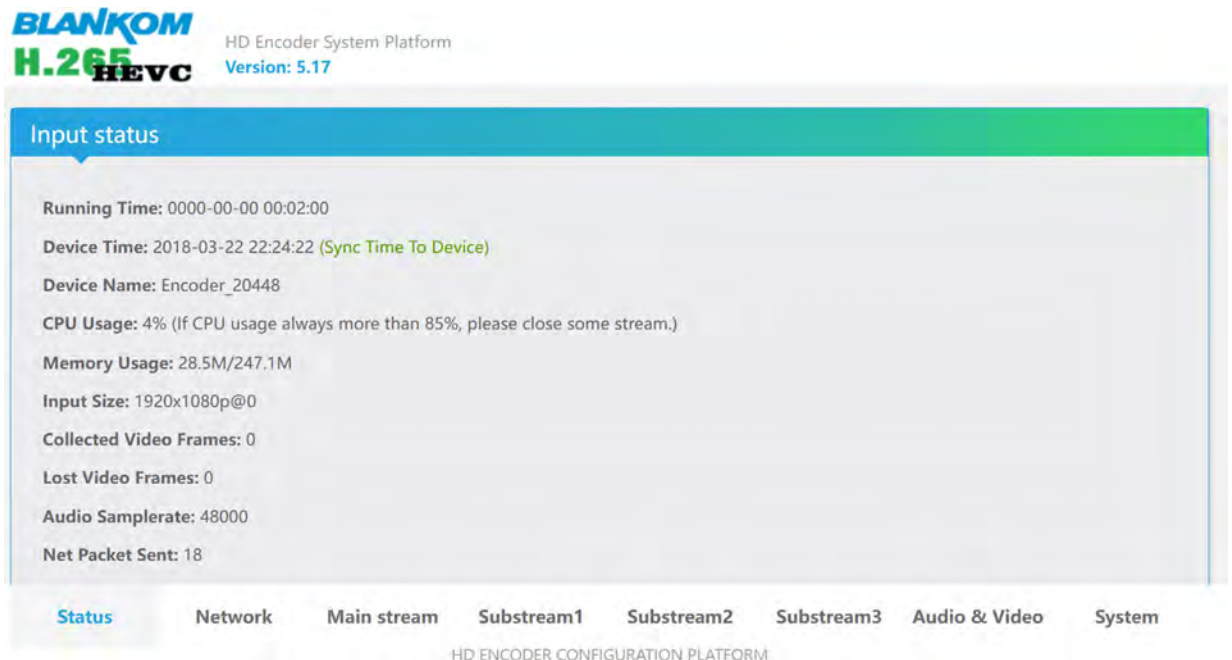 BLANKOM
H.265 HEVC
HD Encoder System Platform
Version: 5.17
Input status
Running Time: 0000-00-00 00:02:00
Device Time: 2018-03-22 22:24:22 (Sync Time To Device)
Device Name: Encoder_20448
CPU Usage: 4% (If CPU usage always more than 85%, please close some stream.)
Memory Usage: 28.5M/247.1M
Input Size: 1920x1080p@0
Collected Video Frames: 0
Lost Video Frames: 0
Audio Samplerate: 48000
Net Packet Sent: 18
Status Network Main stream Substream1 Substream2 Substream3 Audio & Video System
HD ENCODER CONFIGURATION PLATFORM